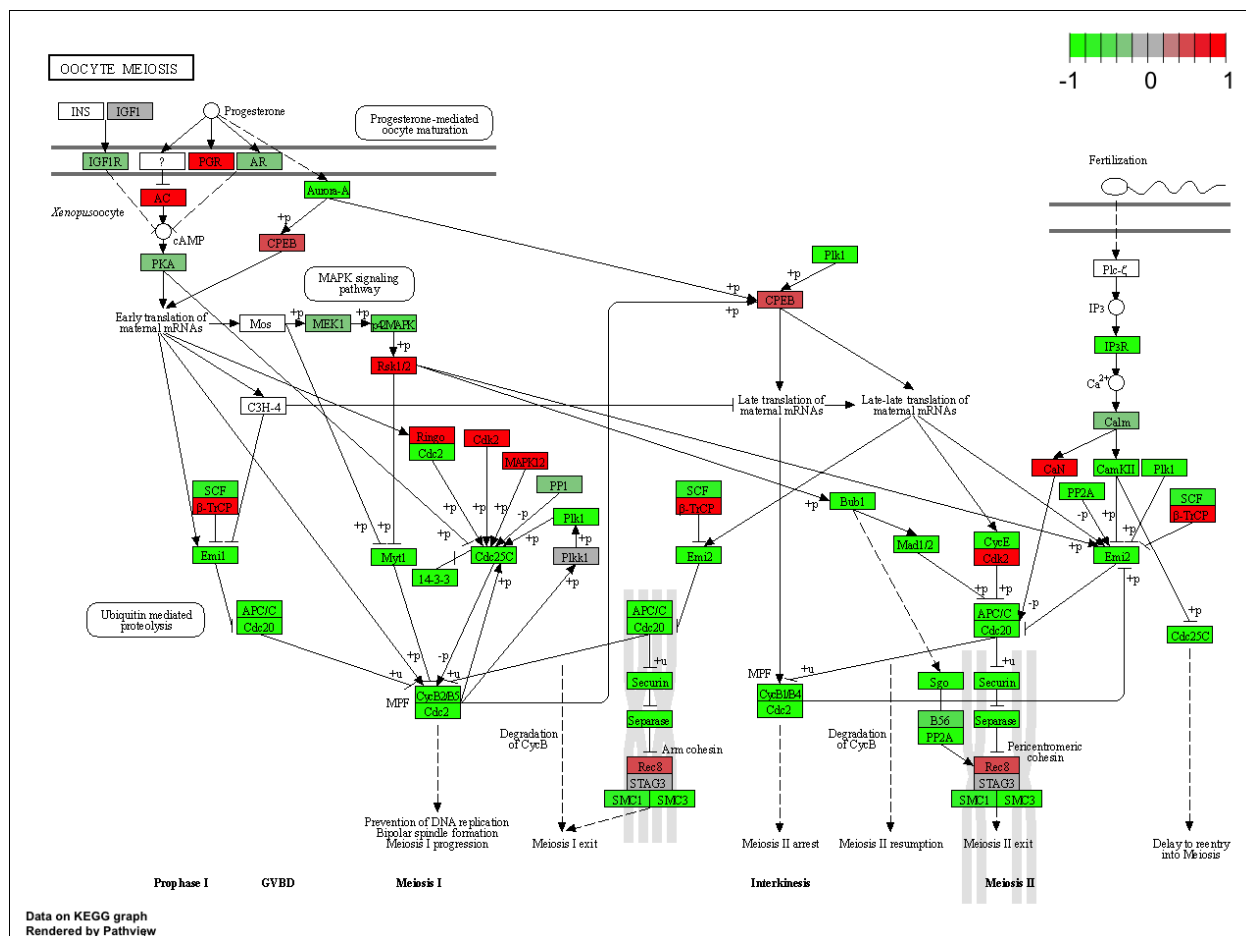 OOCYTE MEIOSIS
-1 0 1
INS
IGF1
Progesterone
Progesterone-mediated
oocyte maturation
IGF1R
?
PGR
AR
Fertilization
Aurora-A
AC
Xenopus oocyte
+p
cAMP
CPEB
PKA
Plk1
MAPK signaling
pathway
+p
Plc-ζ
+p
CPEB
+p
IP3
Early translation of
maternal mRNAs
Mos
+p
MEK1
+p
p42MAPK
+p
IP3R
Rsk1/2
Ca2+
C3H-4
Late translation of
maternal mRNAs
Late-late translation of
maternal mRNAs
Calm
Ringo
Cdc2
Cdk2
MAPK12
CaN
CamKII
Plk1
PP1
SCF
β-TrCP
SCF
β-TrCP
PP2A
SCF
β-TrCP
+p
Bub1
+p
+p
+p
+p
-p
Plk1
-p
+p
+p
+p
+p
Emi1
Myt1
Cdc25C
Plkk1
Emi2
Mad1/2
CycE
Cdk2
+p
Emi2
14-3-3
+p
+p
+p
+p
+p
Ubiquitin mediated
proteolysis
APC/C
Cdc20
APC/C
Cdc20
APC/C
Cdc20
-p
+p
Cdc25C
+p
-p
+u
+u
+u
+u
+u
MPF
CycB2/B5
Cdc2
Securin
MPF
CycB1/B4
Cdc2
Sgo
Securin
Separase
B56
PP2A
Separase
Degradation
of CycB
Arm cohesin
Degradation
of CycB
Pericentromeric
cohesin
Rec8
STAG3
SMC1
SMC3
Rec8
STAG3
SMC1
SMC3
Prevention of DNA replication
Bipolar spindle formation
Meiosis I progression
Meiosis I exit
Meiosis II arrest
Meiosis II resumption
Meiosis II exit
Delay to reentry
into Meiosis
Prophase I
GVBD
Meiosis I
Interkinesis
Meiosis II
Data on KEGG graph
Rendered by Pathview